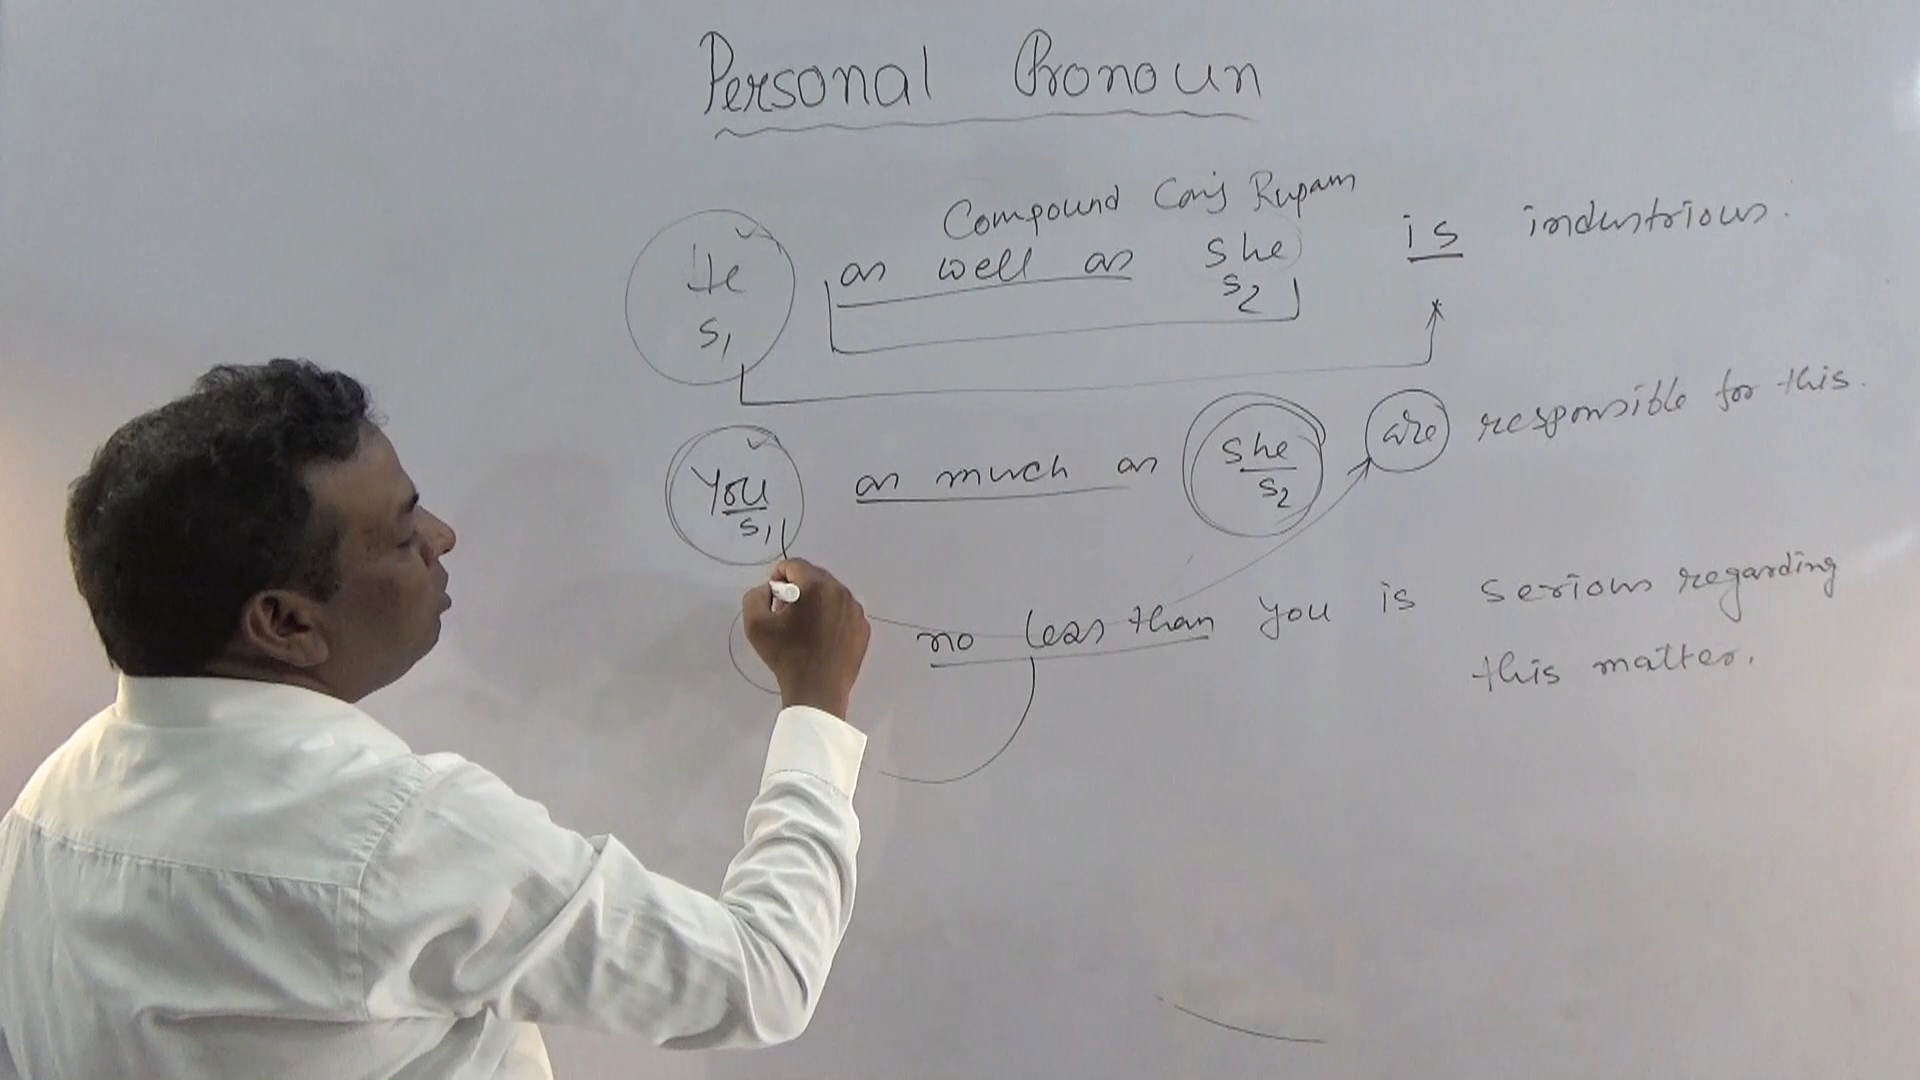 Personal Pronoun
Compound Conj Rupam
He as well as she is industrious.
S1 S2
You as much as she are responsible for this.
S1 S2
no less than you is serious regarding
this matter.